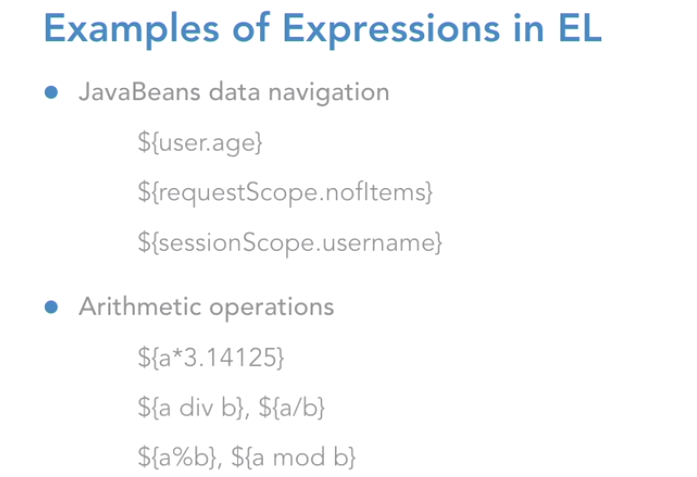 Examples of Expressions in EL
● JavaBeans data navigation
${user.age}
${requestScope.nofItems}
${sessionScope.username}
● Arithmetic operations
${a*3.14125}
${a div b}, ${a/b}
${a%b}, ${a mod b}